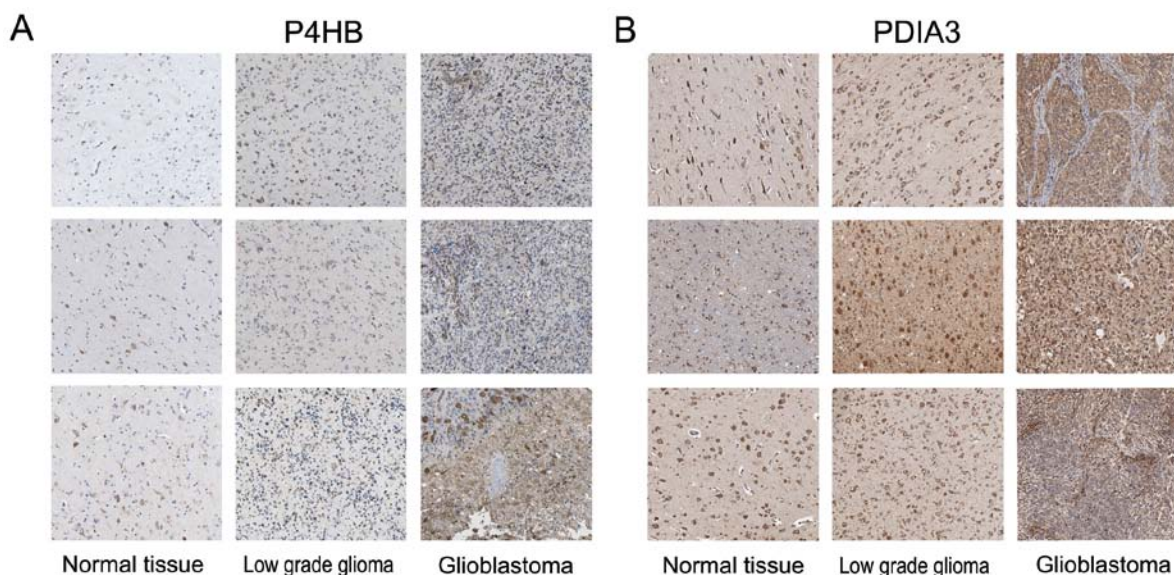 A
P4HB
Normal tissue
Low grade glioma
Glioblastoma
B
PDIA3
Normal tissue
Low grade glioma
Glioblastoma